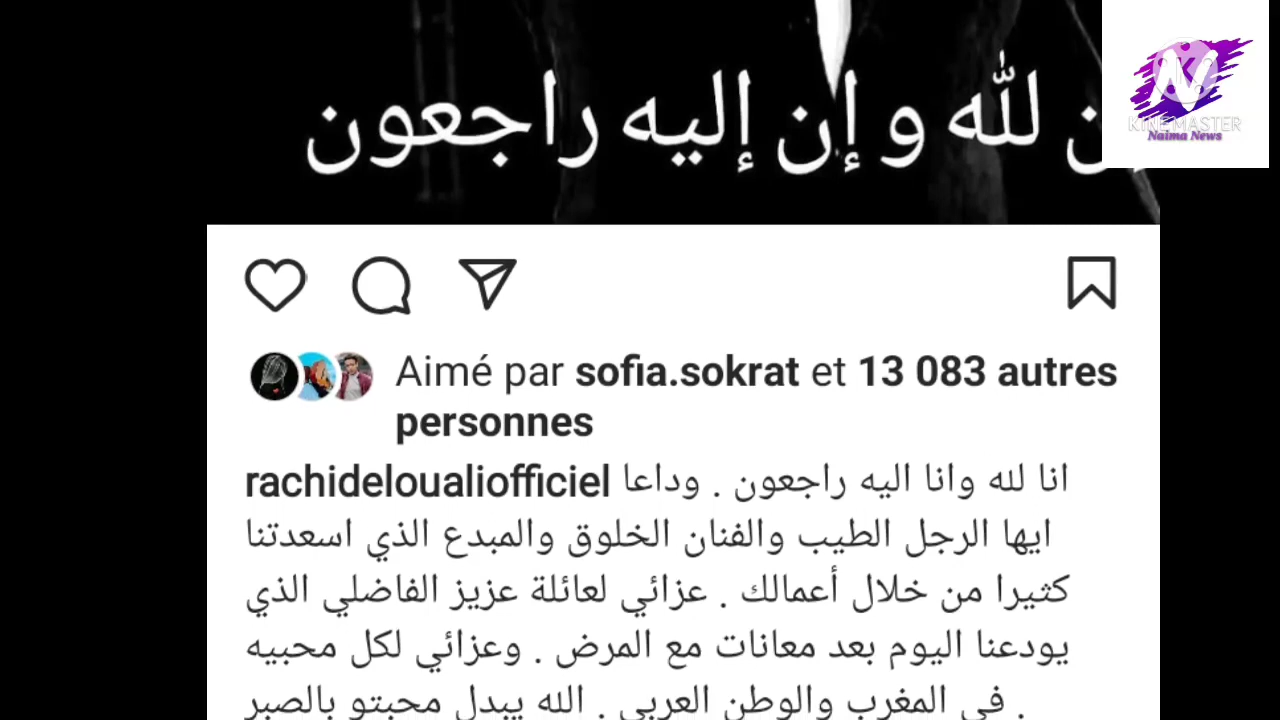 لله و إن إليه راجعون
KINEMASTER
Naima News
Aimé par sofia.sokrat et 13 083 autres
personnes
rachideloualiofficiel انا لله وانا اليه راجعون . وداعا
ايها الرجل الطيب والفنان الخلوق والمبدع الذي اسعدتنا
كثيرا من خلال أعمالك . عزائي لعائلة عزيز الفاضلي الذي
يودعنا اليوم بعد معانات مع المرض . وعزائي لكل محبيه
في المغرب والوطن العربي . الله يبدل محبتو بالصبر .